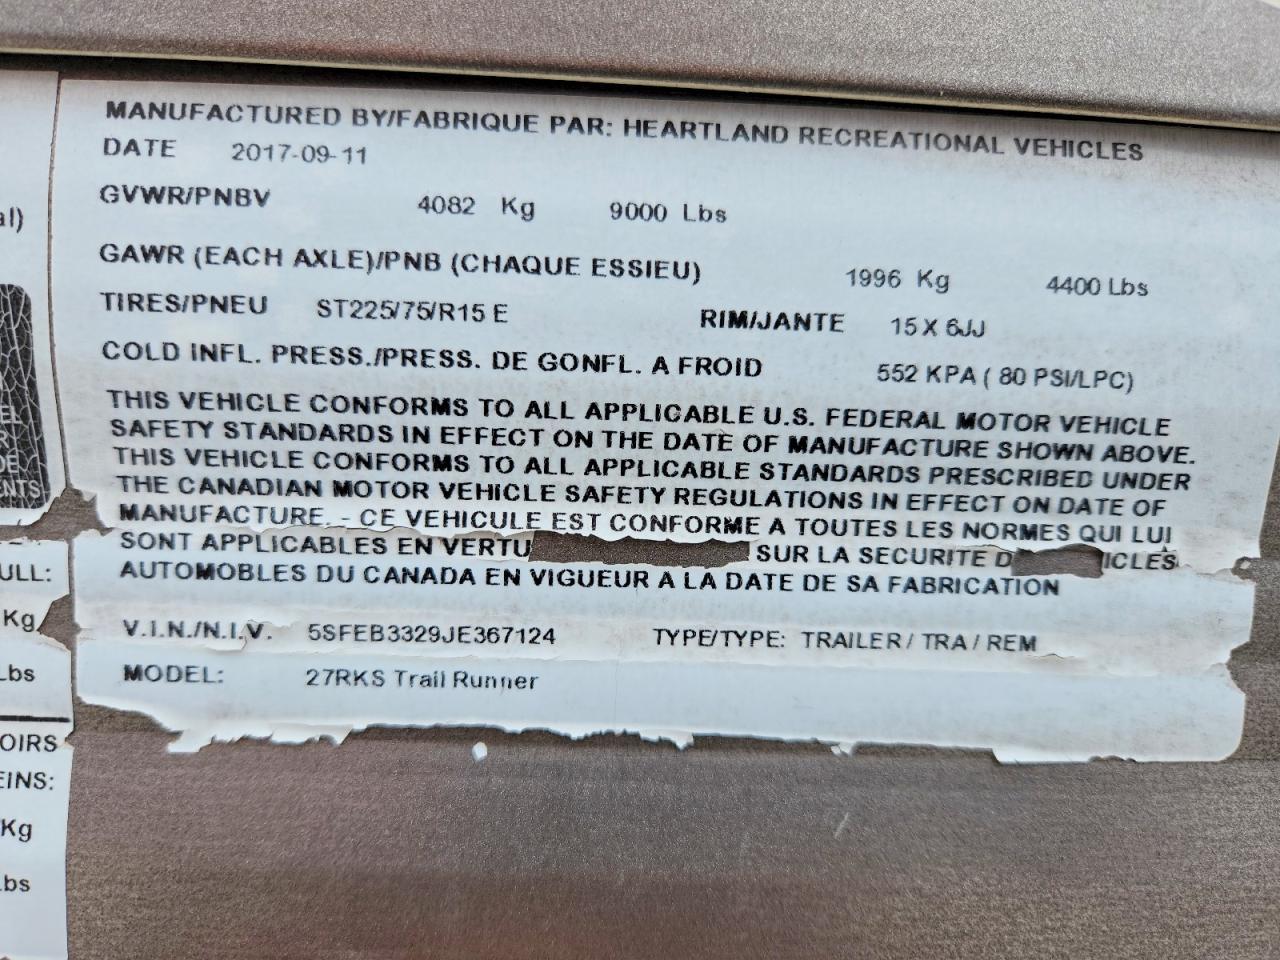 MANUFACTURED BY/FABRIQUE PAR: HEARTLAND RECREATIONAL VEHICLES
DATE 2017-09-11
GVWR/PNBV 4082 Kg 9000 Lbs
GAWR (EACH AXLE)/PNB (CHAQUE ESSIEU) 1996 Kg 4400 Lbs
TIRES/PNEU ST225/75/R15 E RIM/JANTE 15 X 6JJ
COLD INFL. PRESS./PRESS. DE GONFL. A FROID 552 KPA ( 80 PSI/LPC)
THIS VEHICLE CONFORMS TO ALL APPLICABLE U.S. FEDERAL MOTOR VEHICLE
SAFETY STANDARDS IN EFFECT ON THE DATE OF MANUFACTURE SHOWN ABOVE.
THIS VEHICLE CONFORMS TO ALL APPLICABLE STANDARDS PRESCRIBED UNDER
THE CANADIAN MOTOR VEHICLE SAFETY REGULATIONS IN EFFECT ON DATE OF
MANUFACTURE. - CE VEHICULE EST CONFORME A TOUTES LES NORMES QUI LUI
SONT APPLICABLES EN VERTU SUR LA SECURITE D ICLES
AUTOMOBILES DU CANADA EN VIGUEUR A LA DATE DE SA FABRICATION
V.I.N./N.I.V. 5SFEB3329JE367124 TYPE/TYPE: TRAILER / TRA / REM
MODEL: 27RKS Trail Runner
al)
EL
R
DE
ENTS
ULL:
Kg
Lbs
OIRS
EINS:
Kg
Lbs